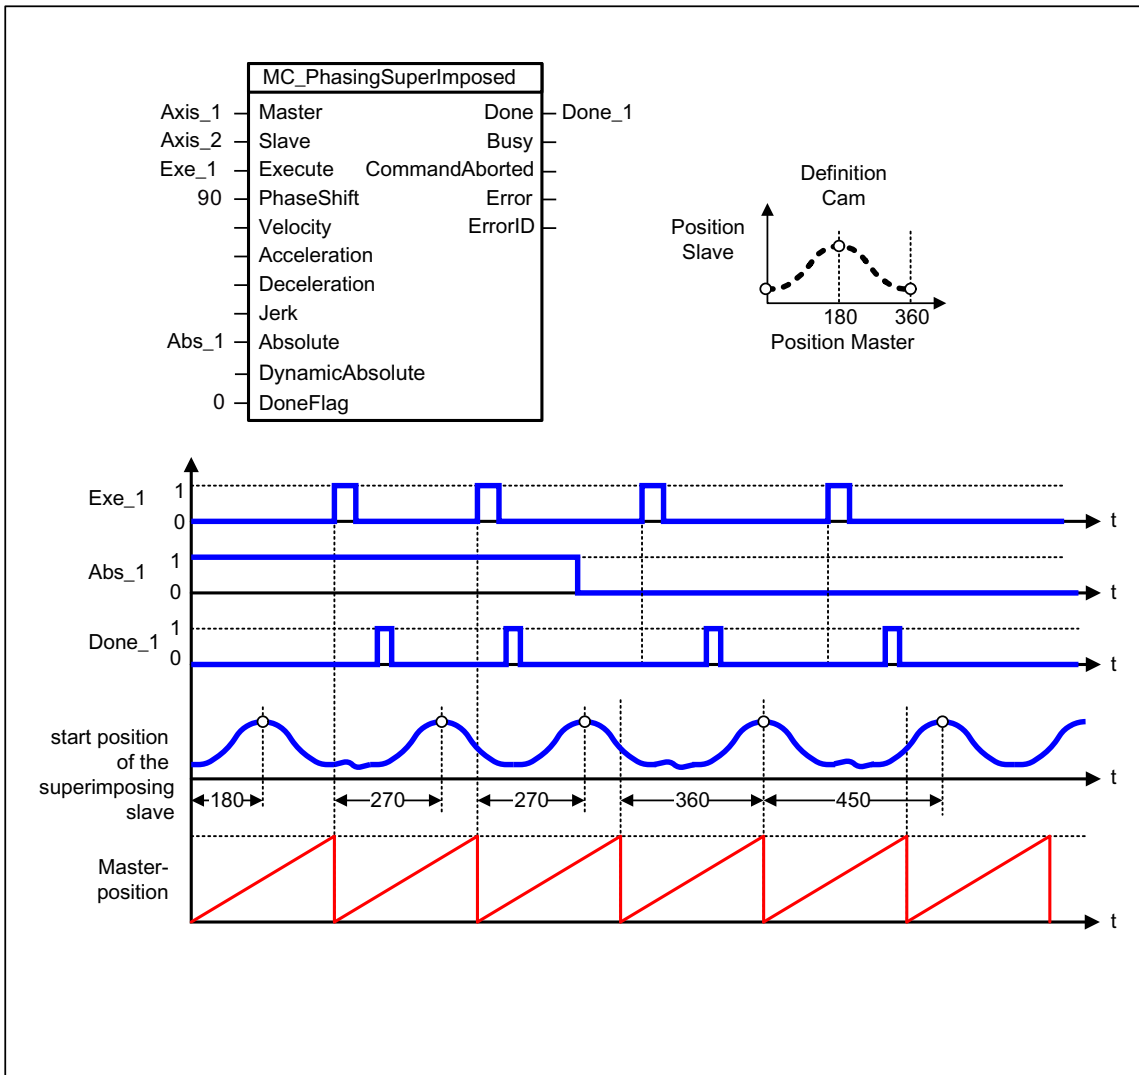 MC_PhasingSuperImposed
Axis_1 Master Done Done_1
Axis_2 Slave Busy
Exe_1 Execute CommandAborted
90 PhaseShift Error
Velocity ErrorID
Acceleration
Deceleration
Jerk
Abs_1 Absolute
DynamicAbsolute
0 DoneFlag
Definition
Cam
Position
Slave
180 360
Position Master
Exe_1
1
0
t
Abs_1
1
0
t
Done_1
1
0
t
start position
of the
superimposing
slave
t
180 270 270 360 450
Master-
position
t